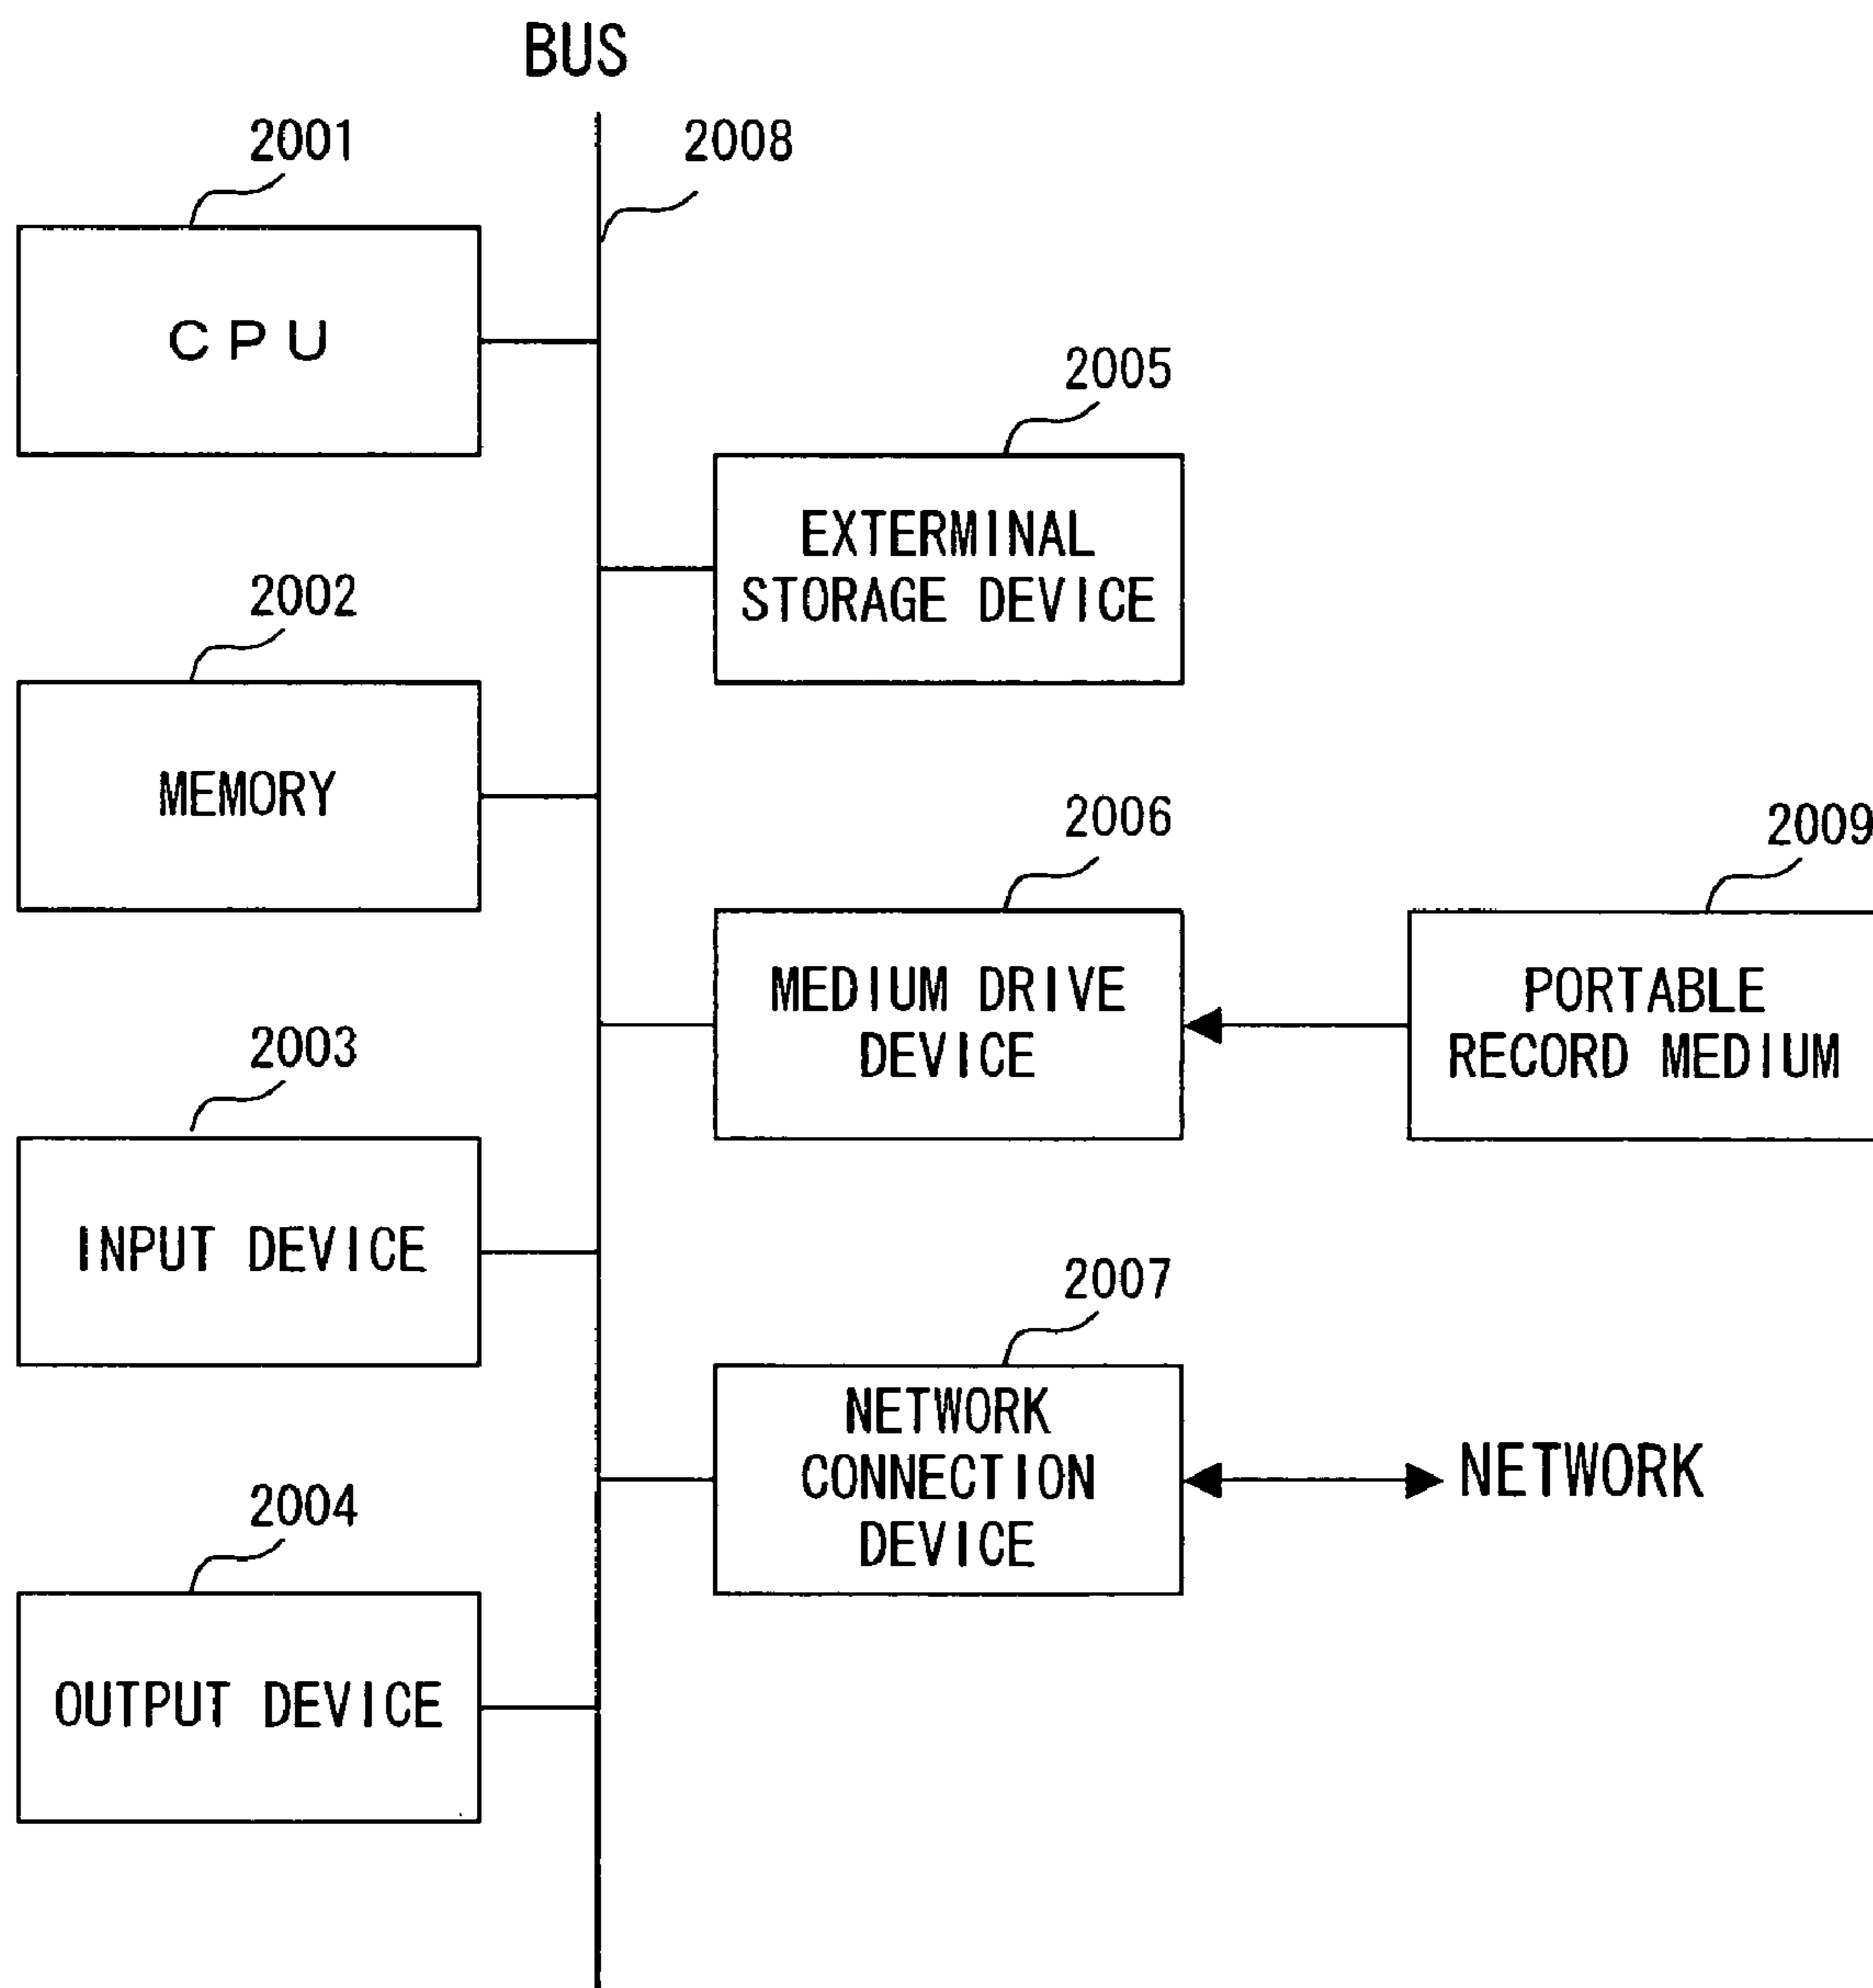 BUS
2001
2008
CPU
2005
EXTERMINAL
STORAGE DEVICE
2002
MEMORY
2006
2009
MEDIUM DRIVE
DEVICE
PORTABLE
RECORD MEDIUM
2003
INPUT DEVICE
2007
NETWORK
CONNECTION
DEVICE
NETWORK
2004
OUTPUT DEVICE